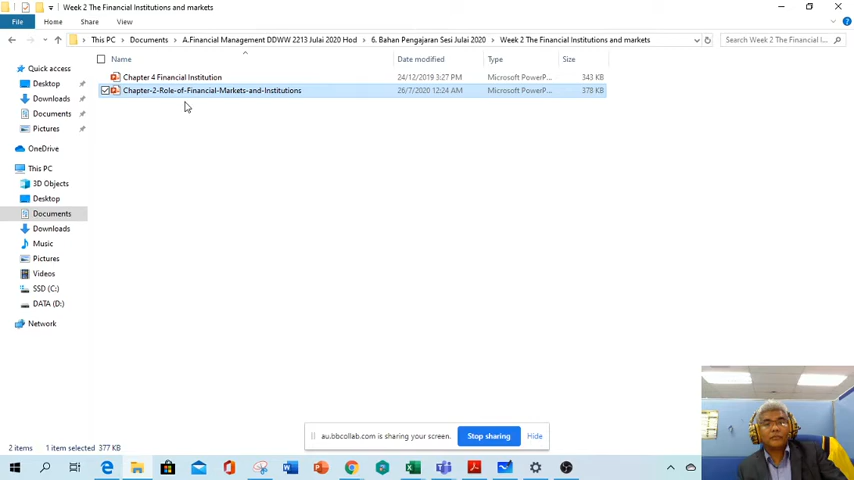 Week 2 The Financial Institutions and markets
File Home Share View
This PC Documents A.Financial Management DDWW 2213 Julai 2020 Hod 6. Bahan Pengajaran Sesi Julai 2020 Week 2 The Financial Institutions and markets
Search Week 2 The Financial I...
Name Date modified Type Size
Chapter 4 Financial Institution 24/12/2019 3:27 PM Microsoft PowerP... 343 KB
Chapter-2-Role-of-Financial-Markets-and-Institutions 26/7/2020 12:24 AM Microsoft PowerP... 378 KB
Quick access
Desktop
Downloads
Documents
Pictures
OneDrive
This PC
3D Objects
Desktop
Documents
Downloads
Music
Pictures
Videos
SSD (C:)
DATA (D:)
Network
au.bbcollab.com is sharing your screen. Stop sharing Hide
2 items 1 item selected 377 KB